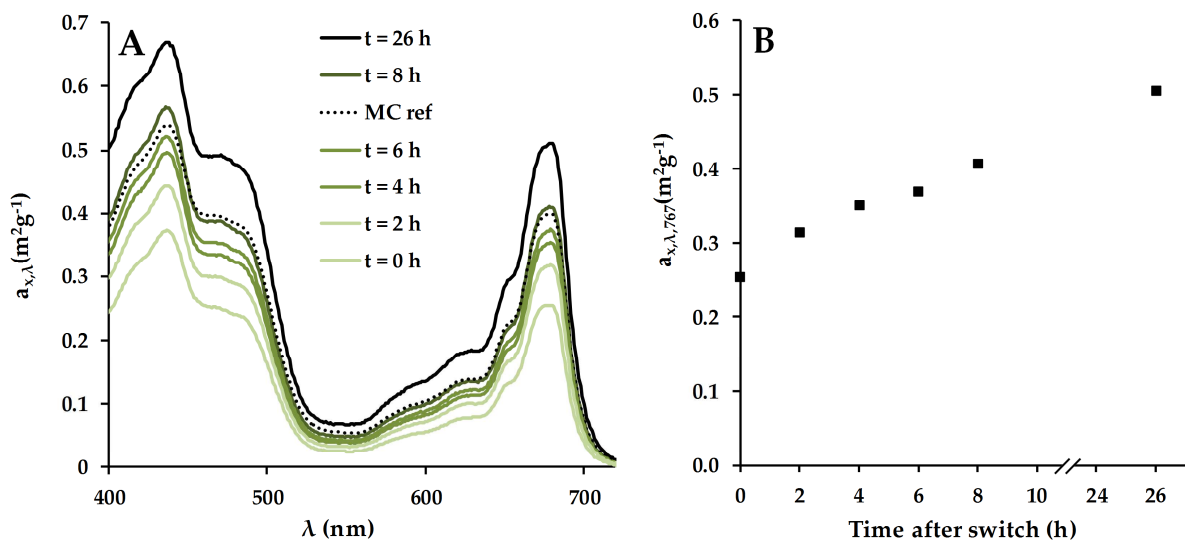 A
0.7
0.6
0.5
0.4
0.3
0.2
0.1
0
400
500
600
700
λ (nm)
a x,λ (m²g⁻¹)
t = 26 h
t = 8 h
MC ref
t = 6 h
t = 4 h
t = 2 h
t = 0 h
B
0.6
0.5
0.4
0.3
0.2
0.1
0.0
0
2
4
6
8
10
24
26
Time after switch (h)
a x,λ,767 (m²g⁻¹)